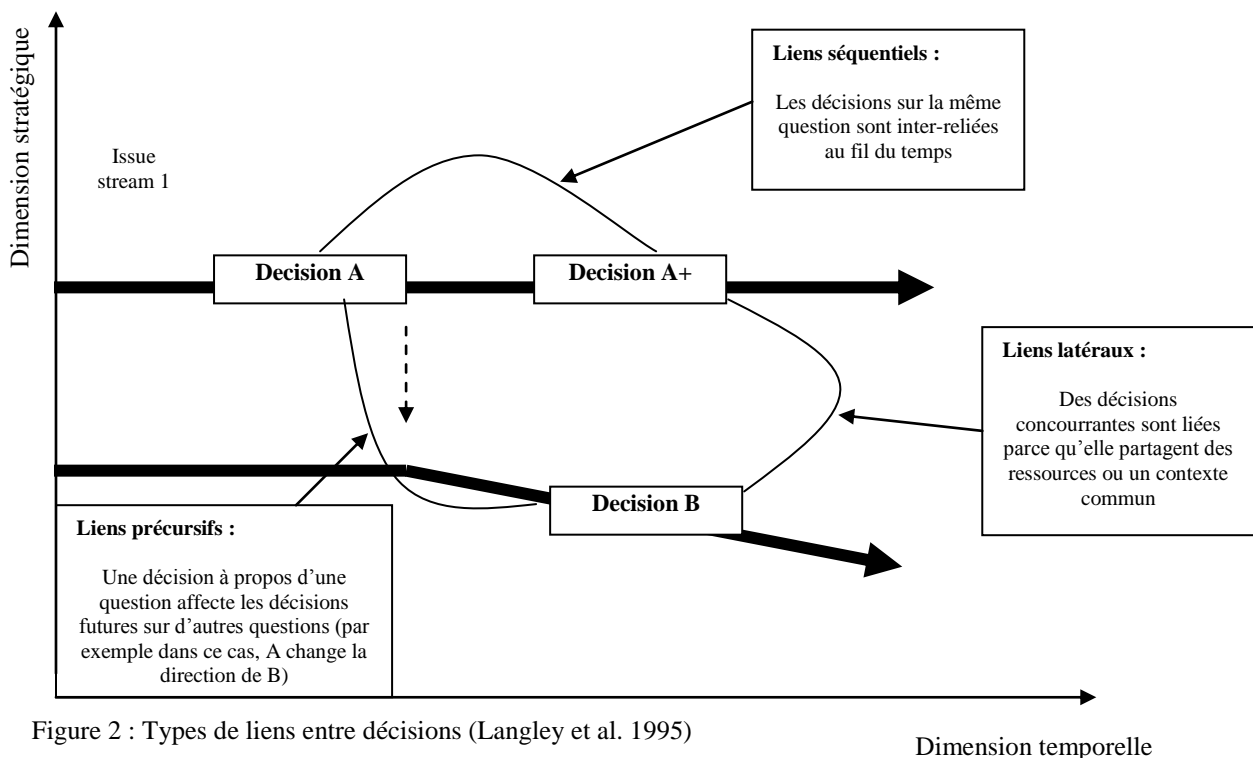 Dimension stratégique
Liens séquentiels :
Les décisions sur la même
question sont inter-reliées
au fil du temps
Issue
stream 1
Decision A
Decision A+
Liens latéraux :
Des décisions
concourrantes sont liées
parce qu'elle partagent des
ressources ou un contexte
commun
Decision B
Liens précursifs :
Une décision à propos d'une
question affecte les décisions
futures sur d'autres questions (par
exemple dans ce cas, A change la
direction de B)
Figure 2 : Types de liens entre décisions (Langley et al. 1995)
Dimension temporelle